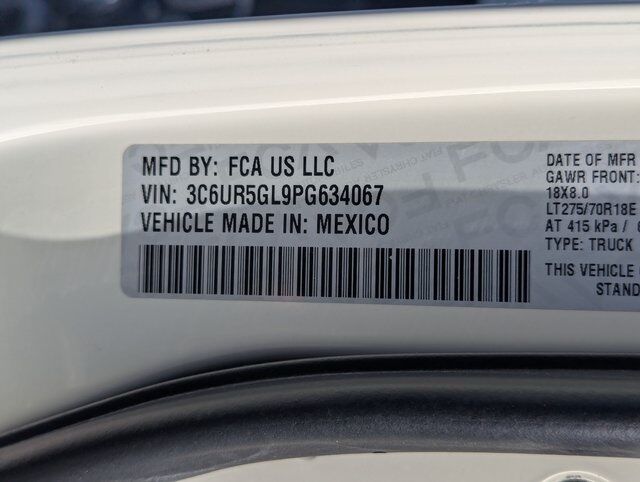 MFD BY: FCA US LLC
VIN: 3C6UR5GL9PG634067
VEHICLE MADE IN: MEXICO
DATE OF MFR
GAWR FRONT:
18X8.0
LT275/70R18E
AT 415 kPa /
TYPE: TRUCK
THIS VEHICLE
STAND